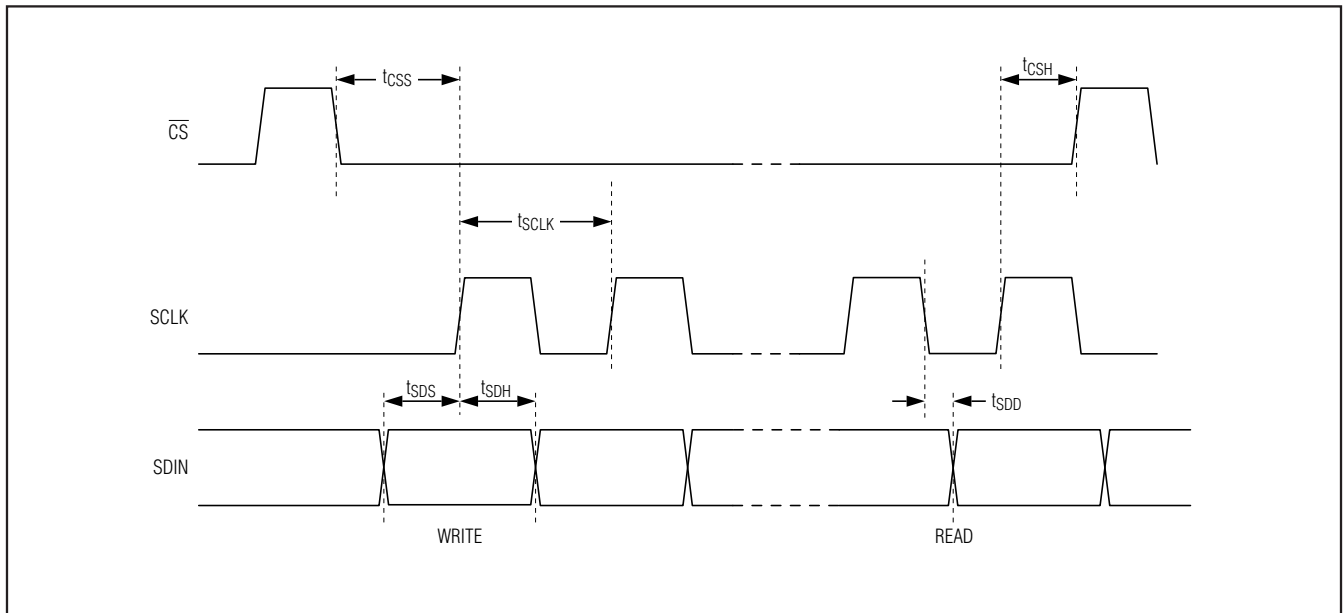 tCSS
tCSH
CS
tSCLK
SCLK
tSDS
tSDH
tSDD
SDIN
WRITE
READ